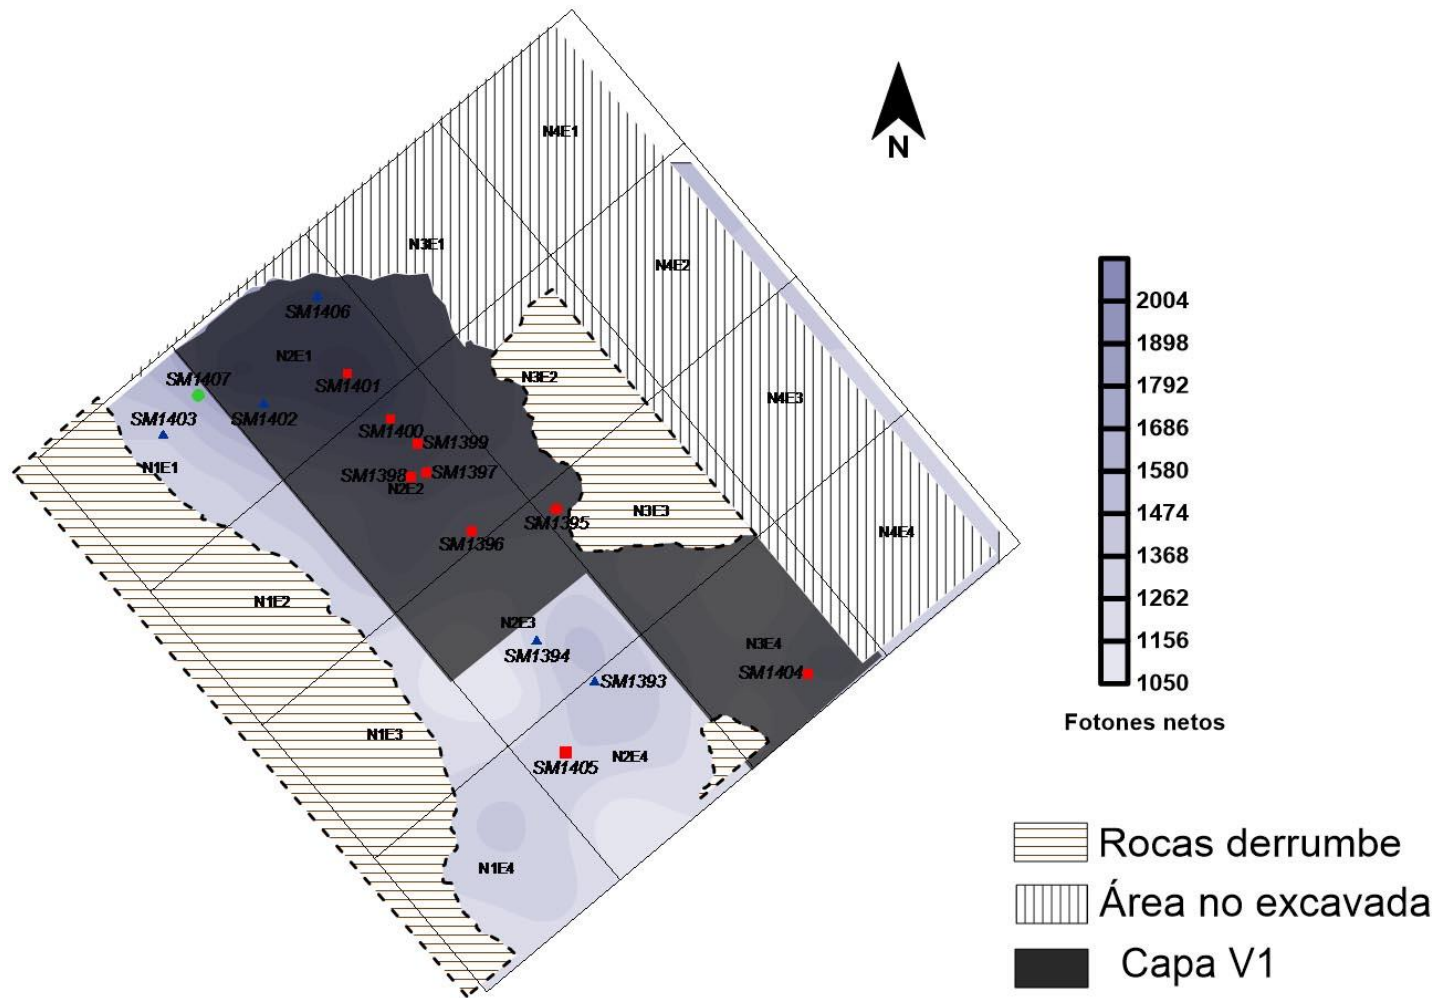 N4E1
N
N3E1
N4E2
SM1406
2004
N2E1
1898
SM1407
SM1401
N3E2
1792
N4E3
SM1403
SM1402
SM1400
1686
SM1399
N1E1
SM1398
SM1397
1580
N2E2
N3E3
1474
SM1395
N4E4
SM1396
1368
N1E2
1262
N2E3
N3E4
1156
SM1394
SM1404
SM1393
1050
N1E3
Fotones netos
N2E4
SM1405
Rocas derrumbe
N1E4
Área no excavada
Capa V1